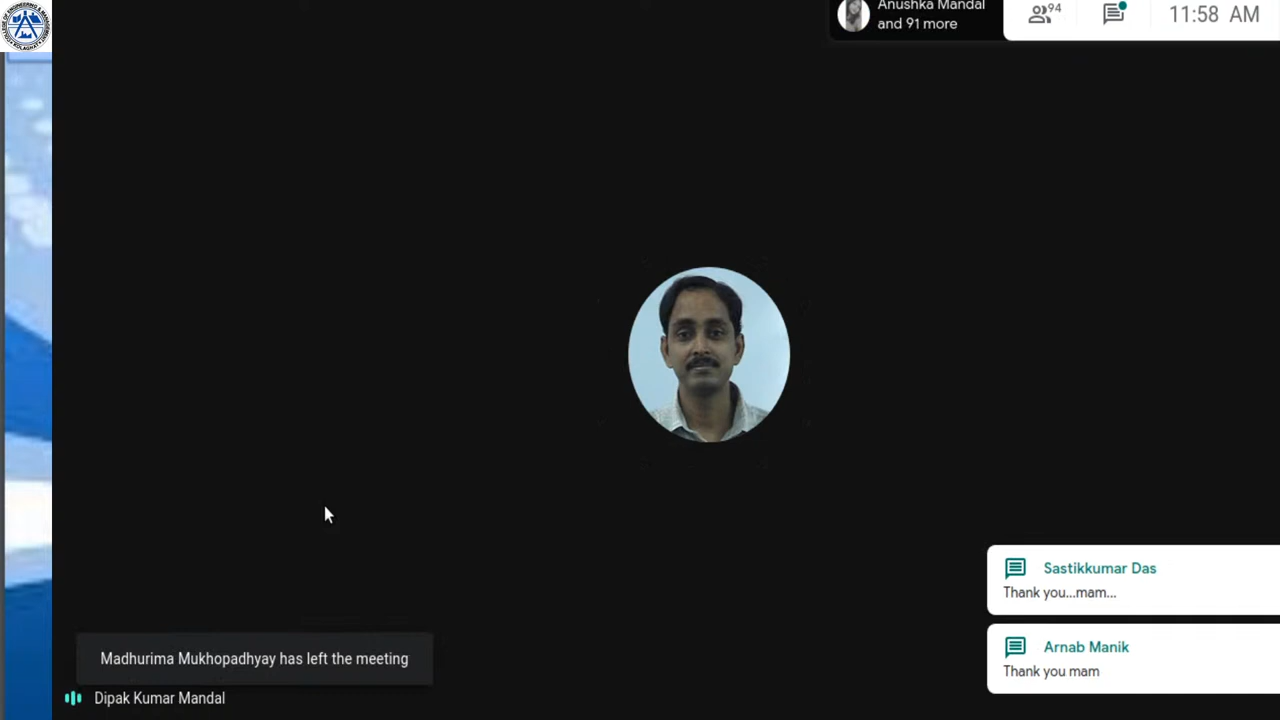 Anushka Mandal
and 91 more
94
11:58 AM
Sastikkumar Das
Thank you...mam...
Arnab Manik
Thank you mam
Madhurima Mukhopadhyay has left the meeting
Dipak Kumar Mandal